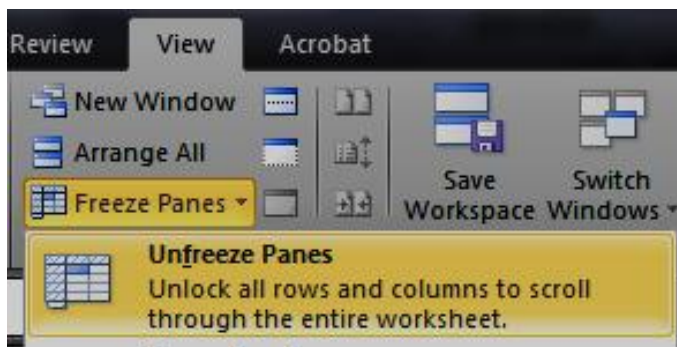 Review View Acrobat
New Window
Arrange All
Freeze Panes
Save Workspace
Switch Windows
Unfreeze Panes
Unlock all rows and columns to scroll
through the entire worksheet.